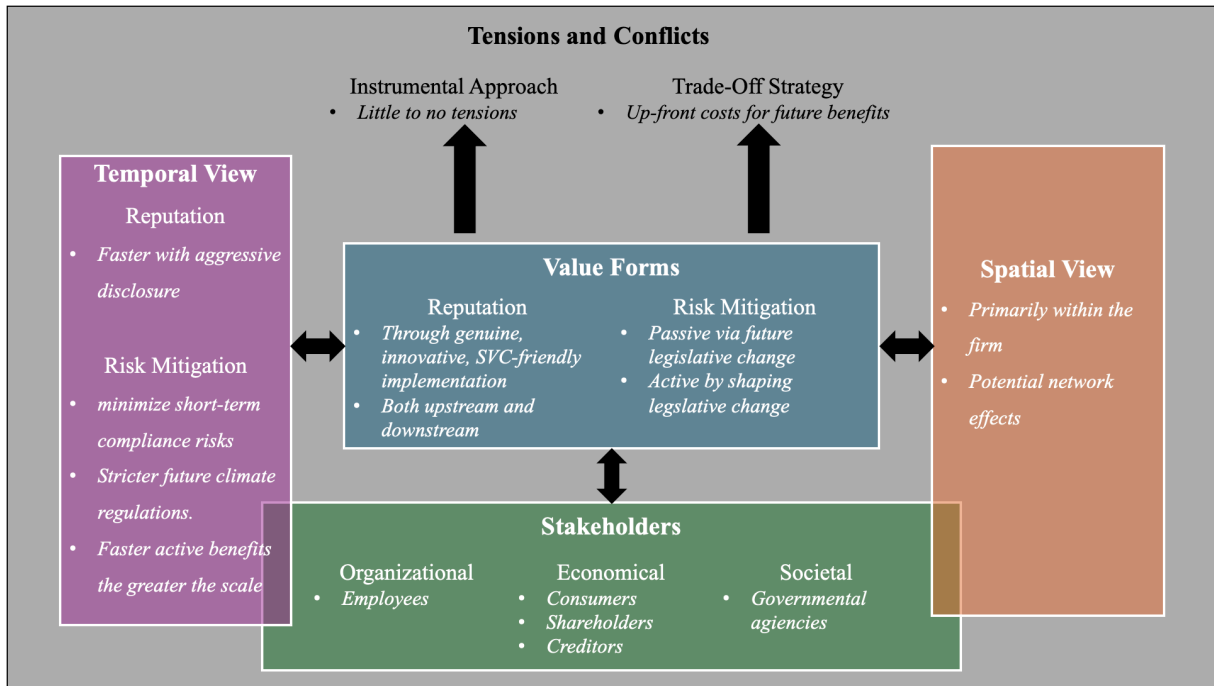 Tensions and Conflicts
Instrumental Approach
• Little to no tensions
Trade-Off Strategy
• Up-front costs for future benefits
Temporal View
Reputation
• Faster with aggressive
disclosure
Risk Mitigation
• minimize short-term
compliance risks
• Stricter future climate
regulations.
• Faster active benefits
the greater the scale
Value Forms
Reputation
• Through genuine,
innovative, SVC-friendly
implementation
• Both upstream and
downstream
Risk Mitigation
• Passive via future
legislative change
• Active by shaping
legslative change
Spatial View
• Primarily within the
firm
• Potential network
effects
Stakeholders
Organizational
• Employees
Economical
• Consumers
• Shareholders
• Creditors
Societal
• Governmental
agiencies